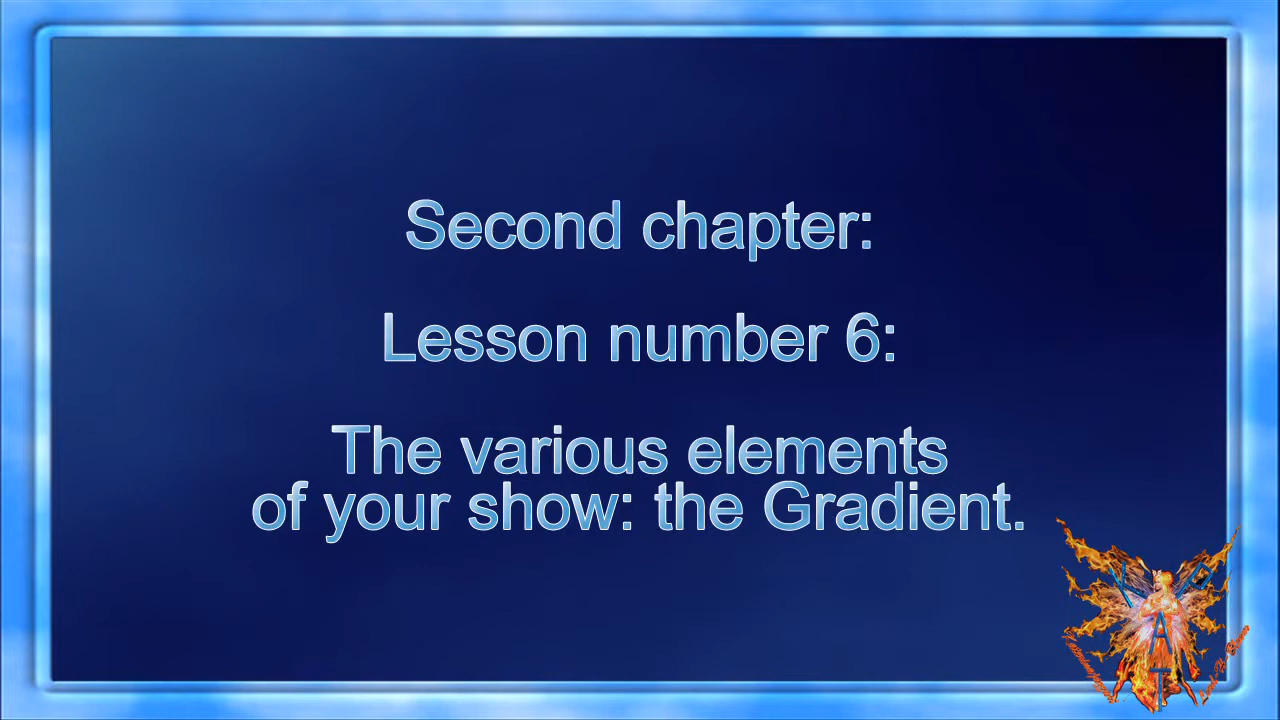 Second chapter:
Lesson number 6:
The various elements
of your show: the Gradient.